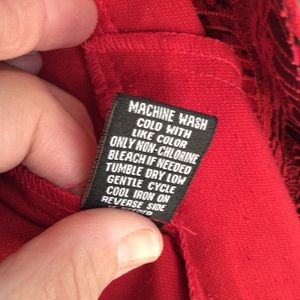 MACHINE WASH
COLD WITH
LIKE COLOR
ONLY NON-CHLORINE
BLEACH IF NEEDED
TUMBLE DRY LOW
GENTLE CYCLE
COOL IRON ON
REVERSE SIDE